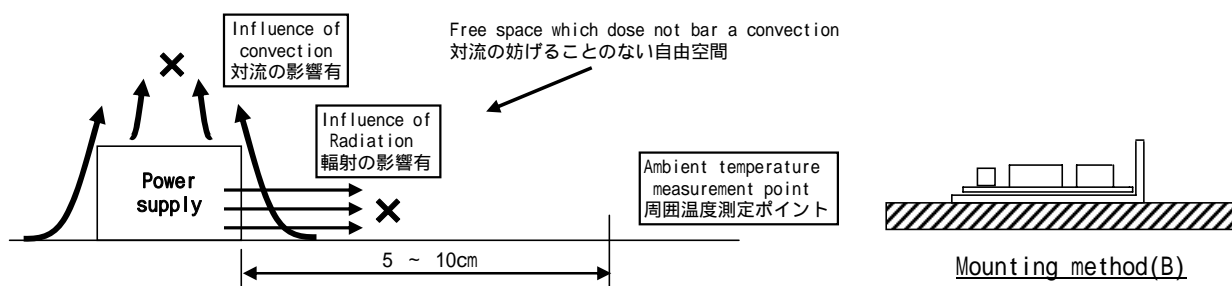 Influence of
convection
対流の影響有
Free space which dose not bar a convection
対流の妨げることのない自由空間
Influence of
Radiation
輻射の影響有
Power
supply
Ambient temperature
measurement point
周囲温度測定ポイント
5 ~ 10cm
Mounting method(B)